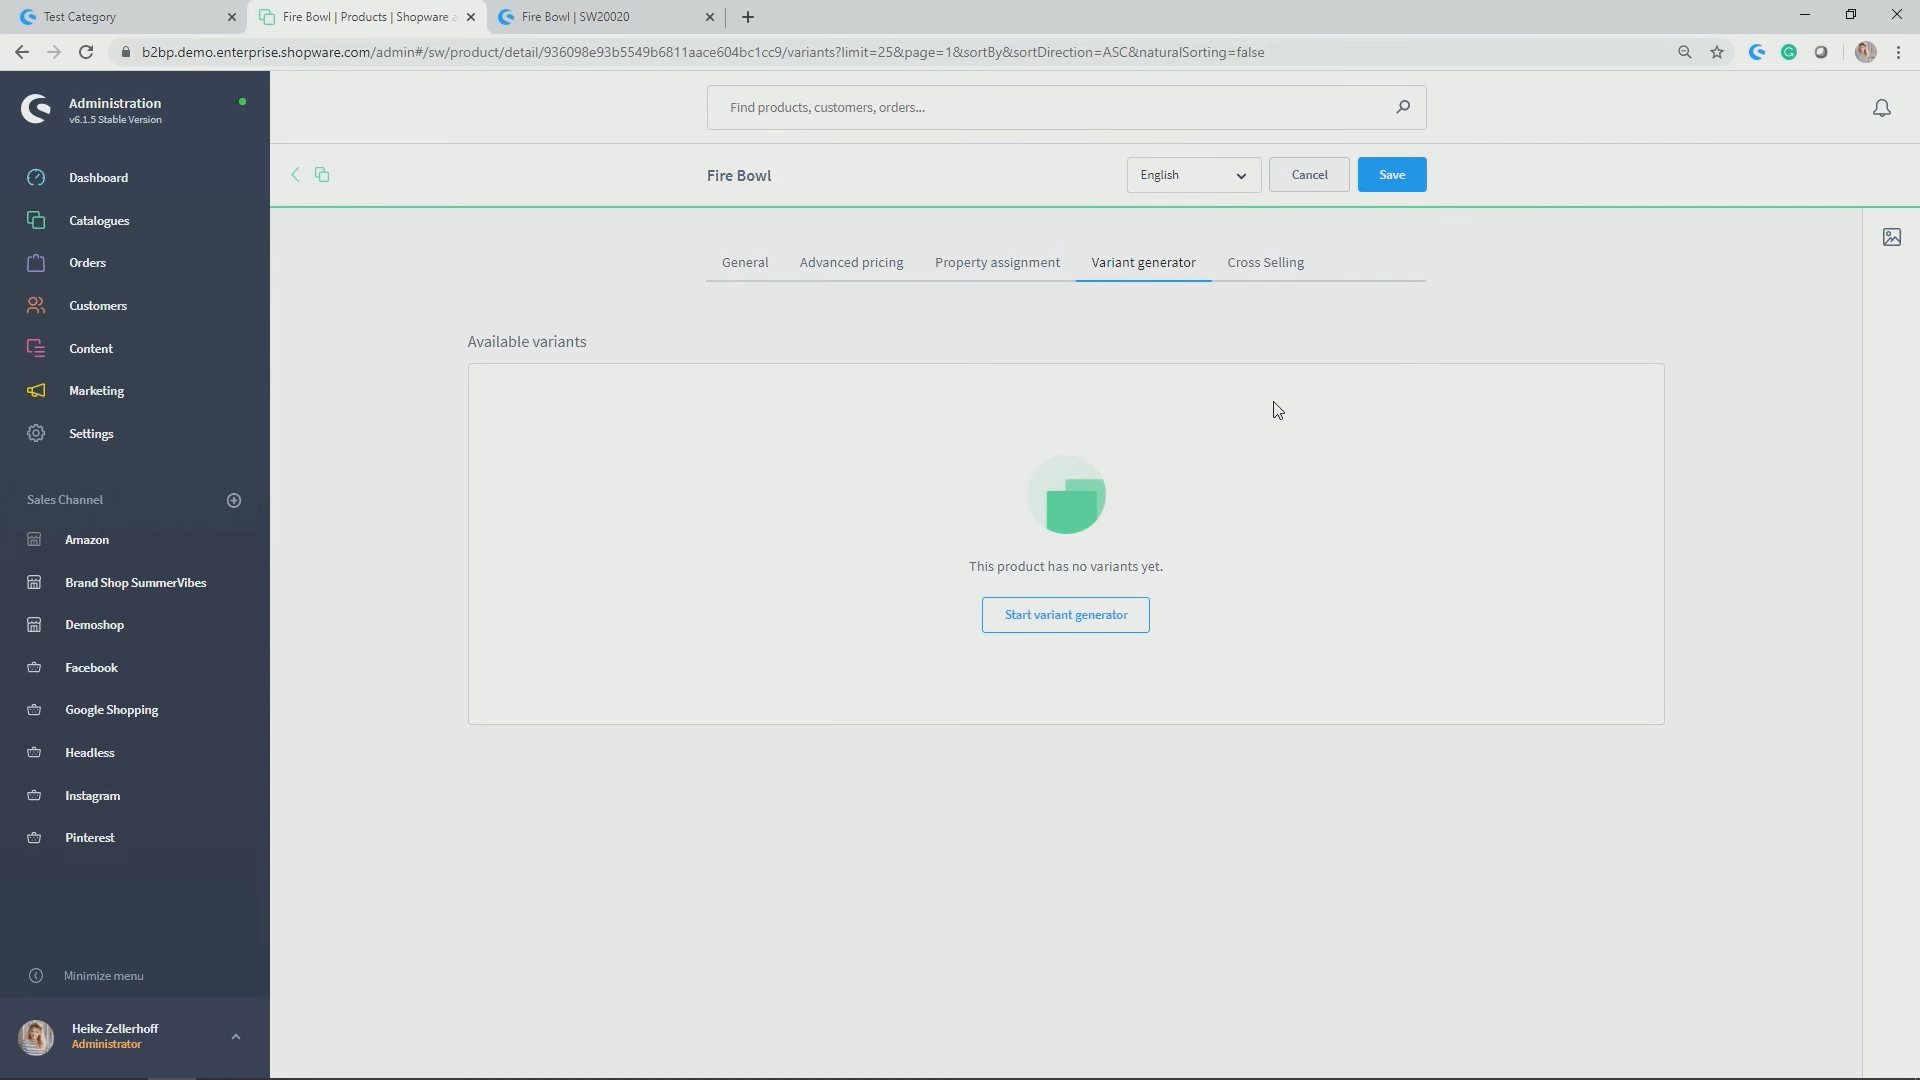 Test Category
Fire Bowl | Products | Shopware a
Fire Bowl | SW20020
b2bp.demo.enterprise.shopware.com/admin#/sw/product/detail/936098e93b5549b6811aace604bc1cc9/variants?limit=25&page=1&sortBy&sortDirection=ASC&naturalSorting=false
Administration
v6.1.5 Stable Version
Find products, customers, orders...
Fire Bowl
English
Cancel
Save
Dashboard
Catalogues
Orders
Customers
Content
Marketing
Settings
Sales Channel
Amazon
Brand Shop SummerVibes
Demoshop
Facebook
Google Shopping
Headless
Instagram
Pinterest
Minimize menu
Heike Zellerhoff
Administrator
General
Advanced pricing
Property assignment
Variant generator
Cross Selling
Available variants
This product has no variants yet.
Start variant generator